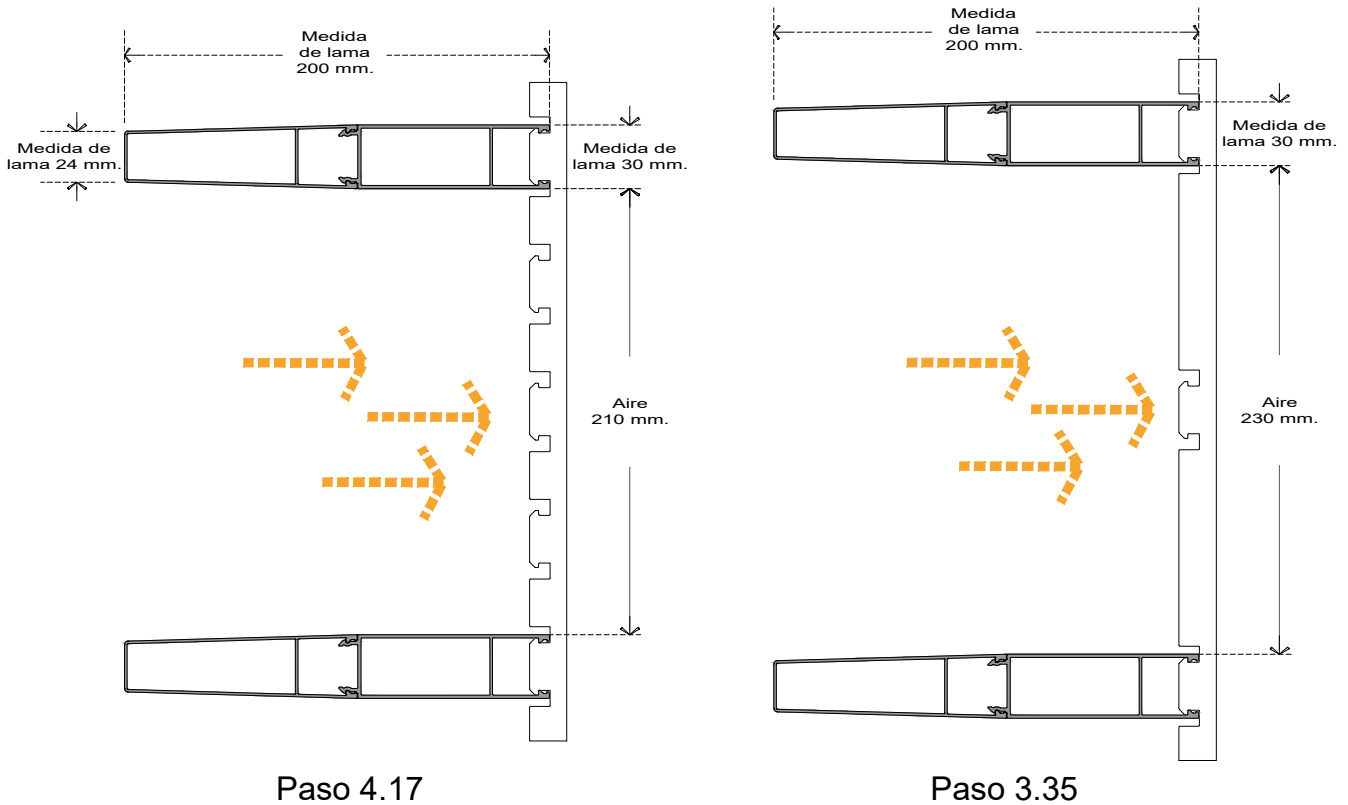 Medida
de lama
200 mm.
Medida de
lama 24 mm.
Medida de
lama 30 mm.
Aire
210 mm.
Paso 4.17
Medida
de lama
200 mm.
Medida de
lama 30 mm.
Aire
230 mm.
Paso 3.35